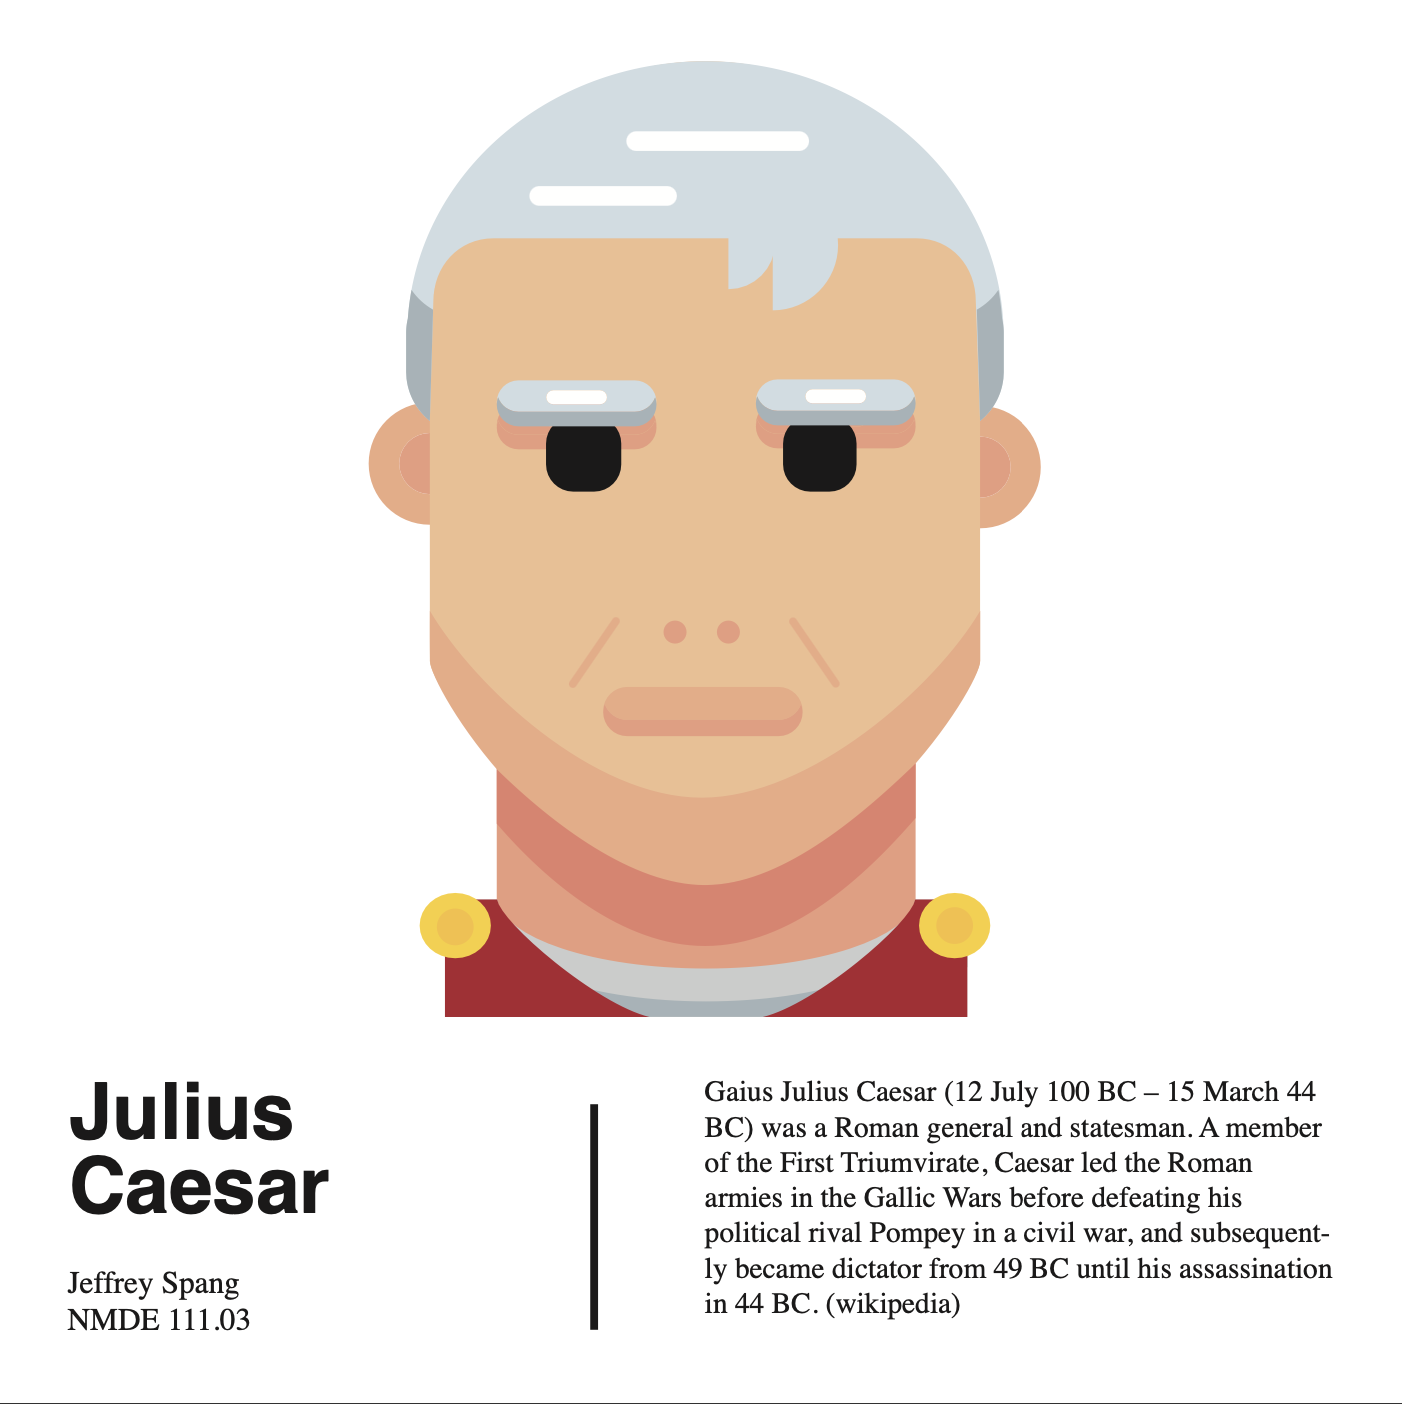 Julius
Caesar
Jeffrey Spang
NMDE 111.03
Gaius Julius Caesar (12 July 100 BC – 15 March 44
BC) was a Roman general and statesman. A member
of the First Triumvirate, Caesar led the Roman
armies in the Gallic Wars before defeating his
political rival Pompey in a civil war, and subsequent-
ly became dictator from 49 BC until his assassination
in 44 BC. (wikipedia)